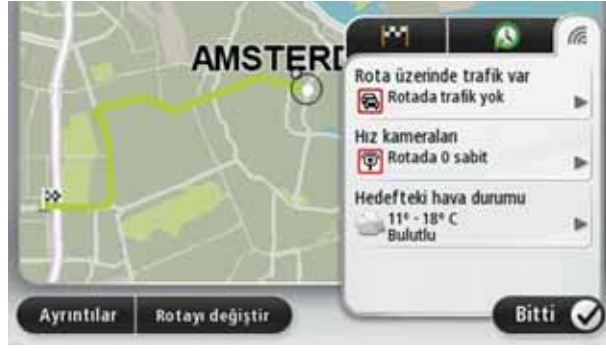 AMSTERD
Rota üzerinde trafik var
Rotada trafik yok
Hız kameraları
Rotada 0 sabit
Hedefteki hava durumu
11° - 18° C
Bulutlu
Ayrıntılar
Rotayı değiştir
Bitti